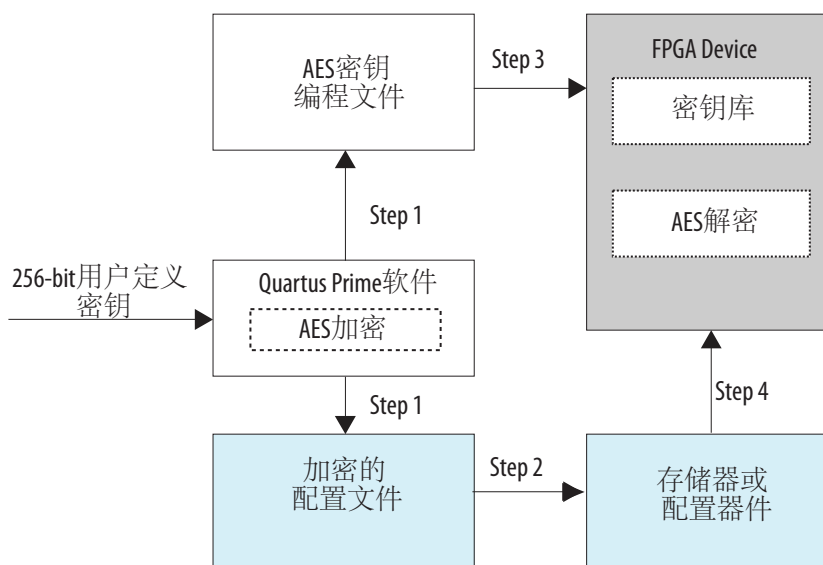 AES密钥
编程文件
Step 3
FPGA Device
密钥库
AES解密
Step 1
256-bit用户定义
密钥
Quartus Prime软件
AES加密
Step 1
Step 4
加密的
配置文件
Step 2
存储器或
配置器件